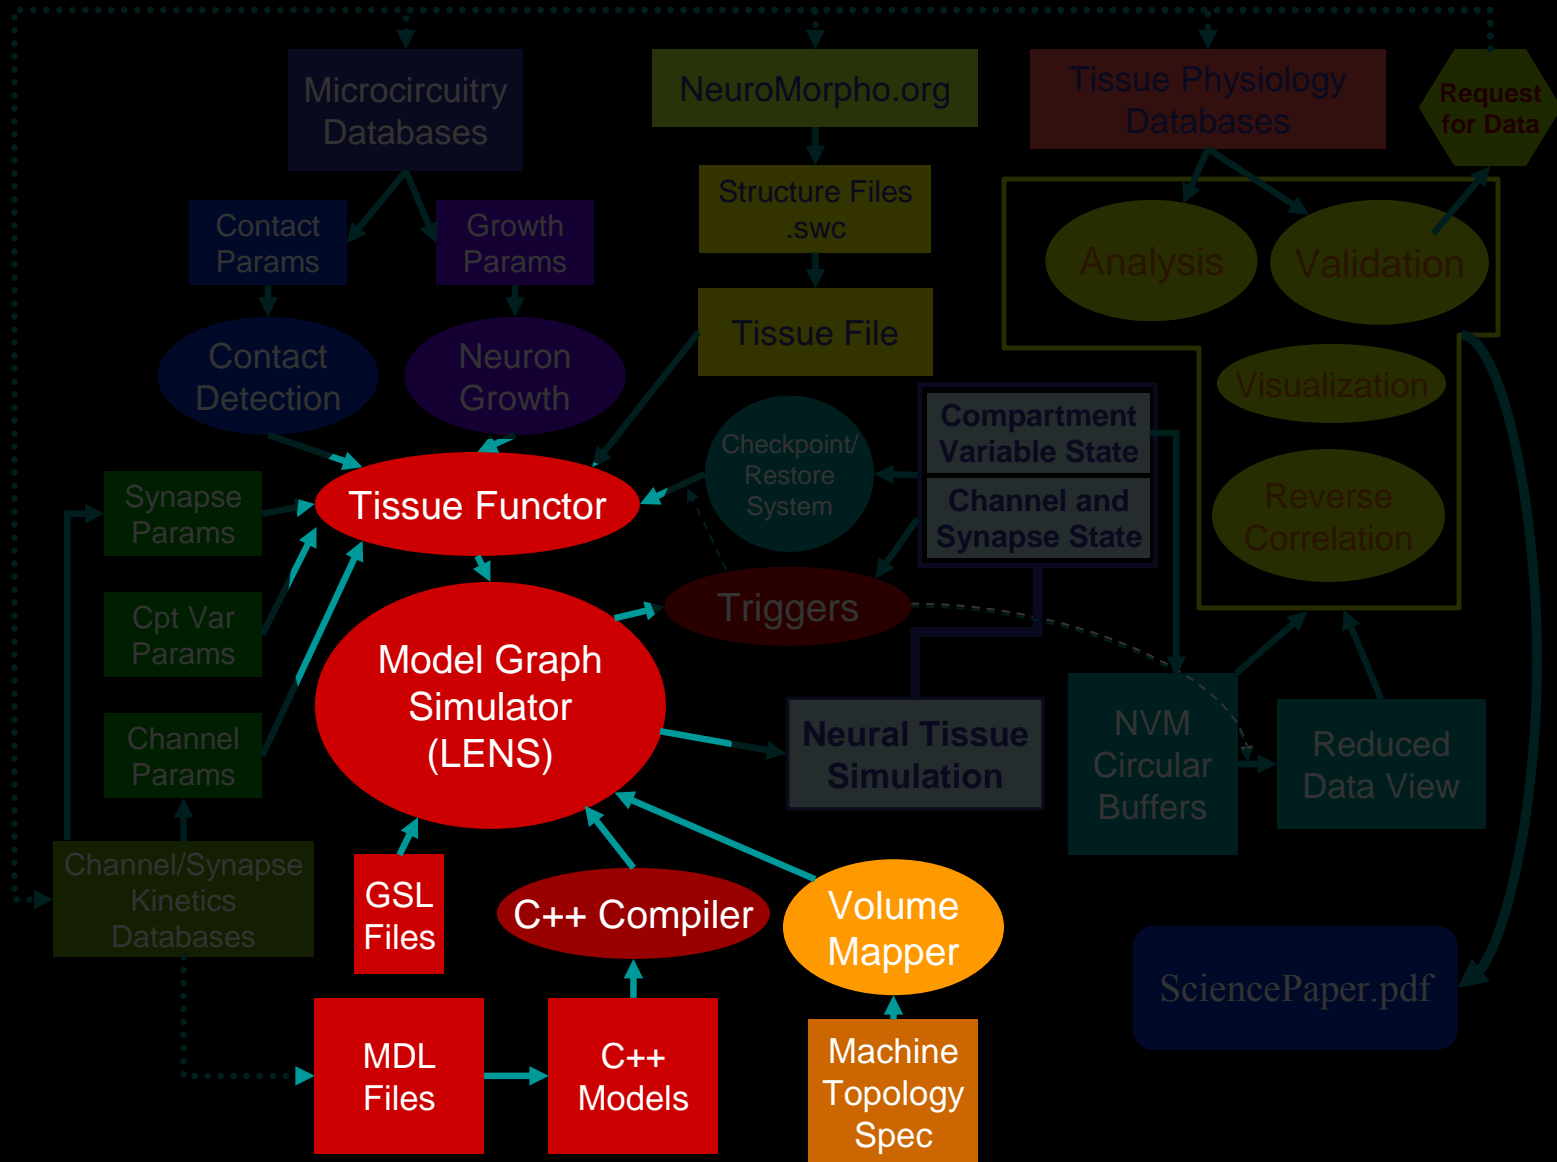 Microcircuitry
Databases
NeuroMorpho.org
Tissue Physiology
Databases
Request
for Data
Contact
Params
Growth
Params
Structure Files
.swc
Analysis
Validation
Contact
Detection
Neuron
Growth
Tissue File
Visualization
Compartment
Variable State
Channel and
Synapse State
Checkpoint/
Restore
System
Synapse
Params
Tissue Functor
Reverse
Correlation
Cpt Var
Params
Triggers
Model Graph
Simulator
(LENS)
Channel
Params
Neural Tissue
Simulation
NVM
Circular
Buffers
Reduced
Data View
Channel/Synapse
Kinetics
Databases
GSL
Files
C++ Compiler
Volume
Mapper
SciencePaper.pdf
MDL
Files
C++
Models
Machine
Topology
Spec